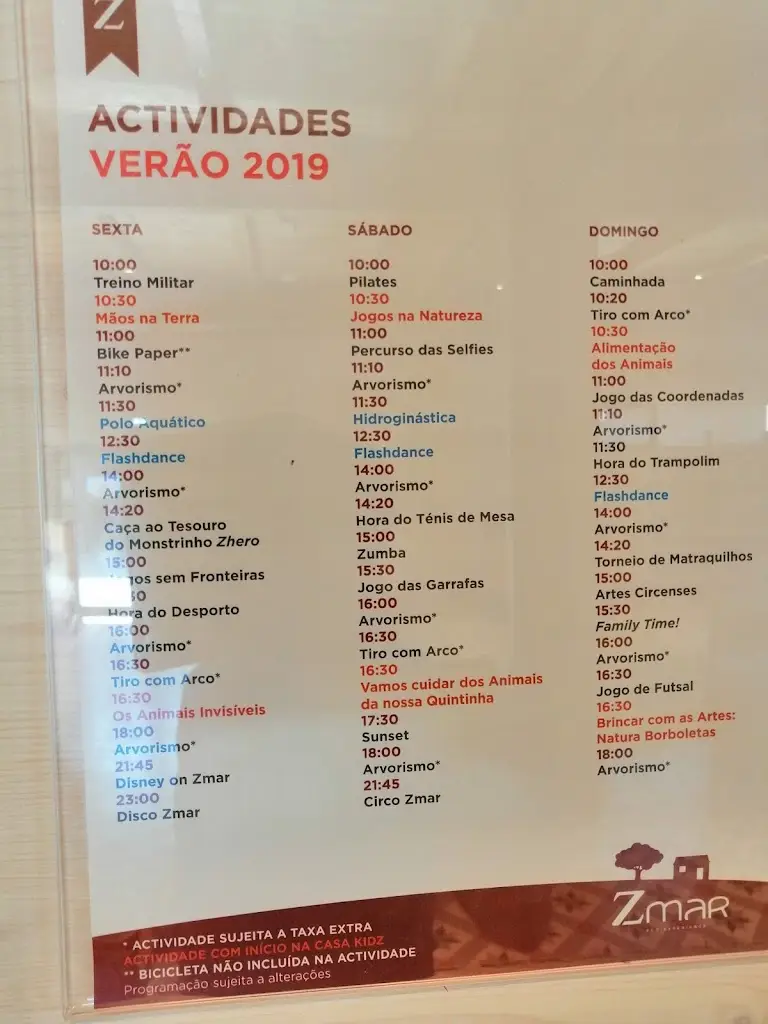 Z
ACTIVIDADES
VERÃO 2019
SEXTA
10:00
Treino Militar
10:30
Mãos na Terra
11:00
Bike Paper**
11:10
Arvorismo*
11:30
Polo Aquático
12:30
Flashdance
14:00
Arvorismo*
14:20
Caça ao Tesouro
do Monstrinho Zhero
15:00
Jogos sem Fronteiras
Hora do Desporto
16:00
Arvorismo*
16:30
Tiro com Arco*
16:30
Os Animais Invisíveis
18:00
Arvorismo*
21:45
Disney on Zmar
23:00
Disco Zmar
SÁBADO
10:00
Pilates
10:30
Jogos na Natureza
11:00
Percurso das Selfies
11:10
Arvorismo*
11:30
Hidroginástica
12:30
Flashdance
14:00
Arvorismo*
14:20
Hora do Ténis de Mesa
15:00
Zumba
15:30
Jogo das Garrafas
16:00
Arvorismo*
16:30
Tiro com Arco*
16:30
Vamos cuidar dos Animais
da nossa Quintinha
17:30
Sunset
18:00
Arvorismo*
21:45
Circo Zmar
DOMINGO
10:00
Caminhada
10:20
Tiro com Arco*
10:30
Alimentação
dos Animais
11:00
Jogo das Coordenadas
11:10
Arvorismo*
11:30
Hora do Trampolim
12:30
Flashdance
14:00
Arvorismo*
14:20
Torneio de Matraquilhos
15:00
Artes Circenses
15:30
Family Time!
16:00
Arvorismo*
16:30
Jogo de Futsal
16:30
Brincar com as Artes:
Natura Borboletas
18:00
Arvorismo*
* ACTIVIDADE SUJEITA A TAXA EXTRA
ACTIVIDADE COM INÍCIO NA CASA KIDZ
** BICICLETA NÃO INCLUÍDA NA ACTIVIDADE
Programação sujeita a alterações
Zmar